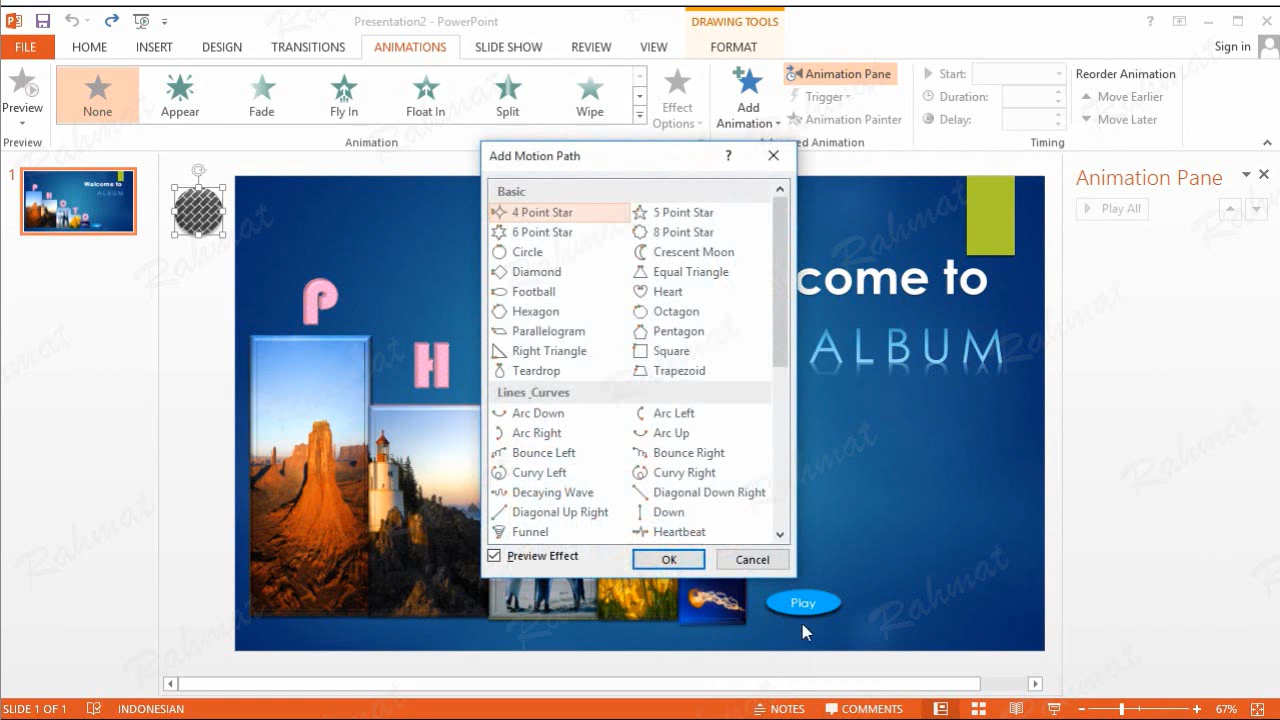 Presentation2 - PowerPoint
DRAWING TOOLS
?
FILE
HOME
INSERT
DESIGN
TRANSITIONS
ANIMATIONS
SLIDE SHOW
REVIEW
VIEW
FORMAT
Sign in
Preview
None
Appear
Fade
Fly In
Float In
Split
Wipe
Effect
Options
Add
Animation
Animation Pane
Trigger
Animation Painter
Start:
Duration:
Delay:
Reorder Animation
Move Earlier
Move Later
Preview
Animation
d Animation
Timing
1
Welcome to
ALBUM
P
H
O
T
O
P
H
come to
ALBUM
Play
Add Motion Path
?
Basic
4 Point Star
5 Point Star
6 Point Star
8 Point Star
Circle
Crescent Moon
Diamond
Equal Triangle
Football
Heart
Hexagon
Octagon
Parallelogram
Pentagon
Right Triangle
Square
Teardrop
Trapezoid
Lines_Curves
Arc Down
Arc Left
Arc Right
Arc Up
Bounce Left
Bounce Right
Curvy Left
Curvy Right
Decaying Wave
Diagonal Down Right
Diagonal Up Right
Down
Funnel
Heartbeat
Preview Effect
OK
Cancel
Animation Pane
Play All
SLIDE 1 OF 1
INDONESIAN
NOTES
COMMENTS
67%
Rahmat